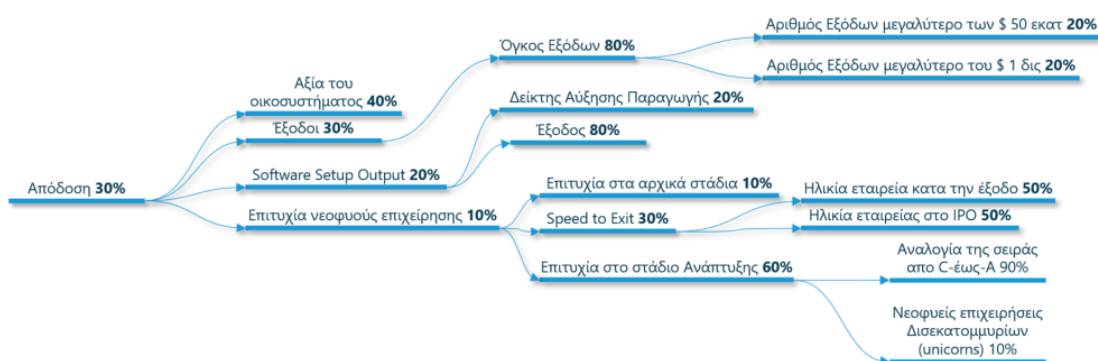 Αριθμός Εξόδων μεγαλύτερο των $ 50 εκατ 20%
Όγκος Εξόδων 80%
Αριθμός Εξόδων μεγαλύτερο του $ 1 δις 20%
Αξία του
οικοσυστήματος 40%
Δείκτης Αύξησης Παραγωγής 20%
Έξοδοι 30%
Έξοδος 80%
Software Setup Output 20%
Απόδοση 30%
Επιτυχία στα αρχικά στάδια 10%
Ηλικία εταιρεία κατα την έξοδο 50%
Επιτυχία νεοφυούς επιχείρησης 10%
Speed to Exit 30%
Ηλικία εταιρείας στο IPO 50%
Αναλογία της σειράς
απο C-έως-A 90%
Επιτυχία στο στάδιο Ανάπτυξης 60%
Νεοφυείς επιχειρήσεις
Δισεκατομμυρίων
(unicorns) 10%